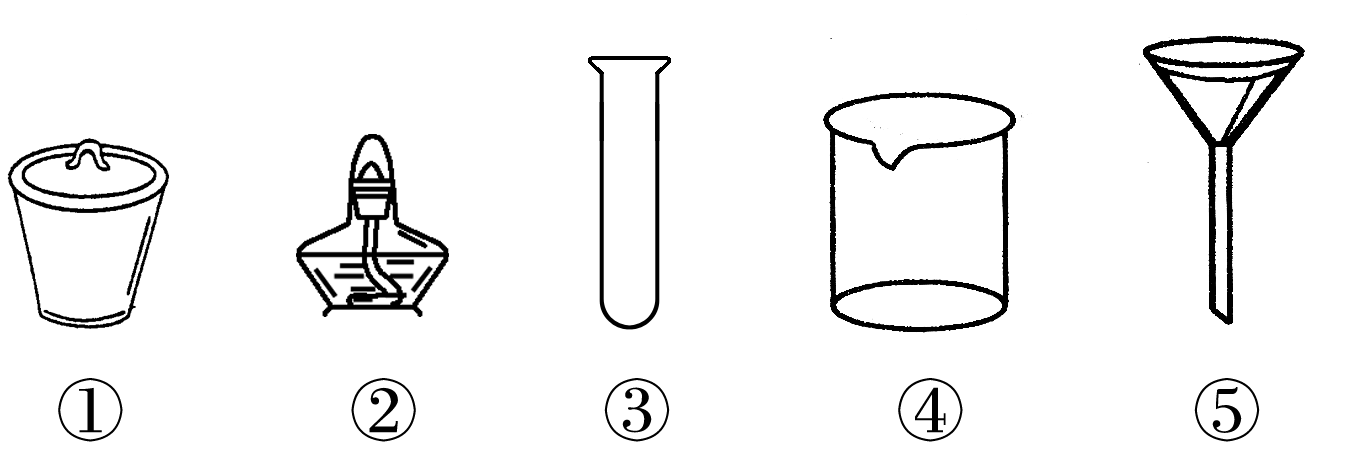 ① ② ③ ④ ⑤